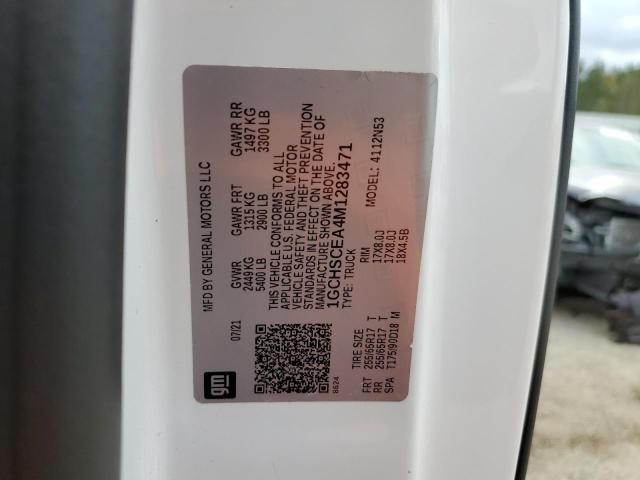 MFD BY GENERAL MOTORS LLC
07/21
GVWR GAWR FRT GAWR RR
2449 KG 1315 KG 1497 KG
5400 LB 2900 LB 3300 LB
THIS VEHICLE CONFORMS TO ALL
APPLICABLE U.S. FEDERAL MOTOR
VEHICLE SAFETY AND THEFT PREVENTION
STANDARDS IN EFFECT ON THE DATE OF
MANUFACTURE SHOWN ABOVE.
1GCHSCEA4M1283471
TYPE: TRUCK MODEL: 4112N53
gm
8624
TIRE SIZE RIM
FRT 255/65R17 T 17X8.0J
RR 255/65R17 T 17X8.0J
SPA T175/90D18 M 18X4.5B